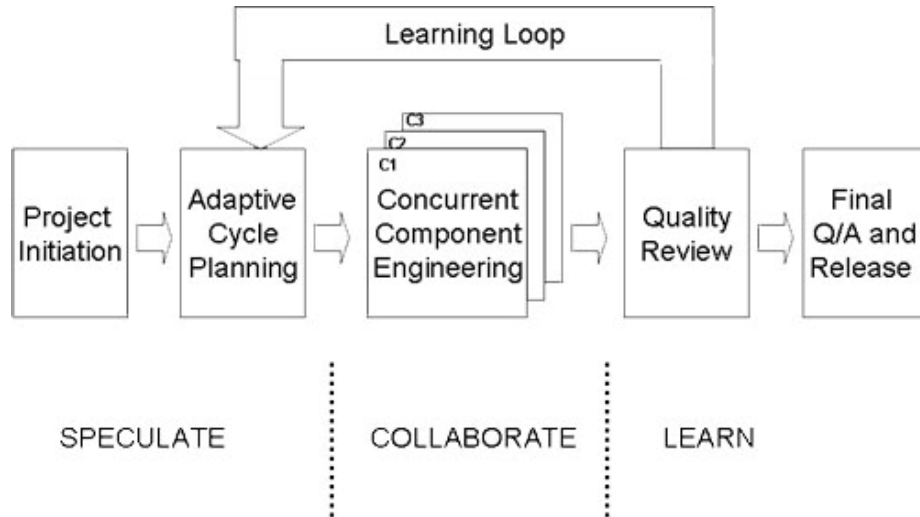 Learning Loop
Project
Initiation
Adaptive
Cycle
Planning
C3
C2
C1
Concurrent
Component
Engineering
Quality
Review
Final
Q/A and
Release
SPECULATE
COLLABORATE
LEARN